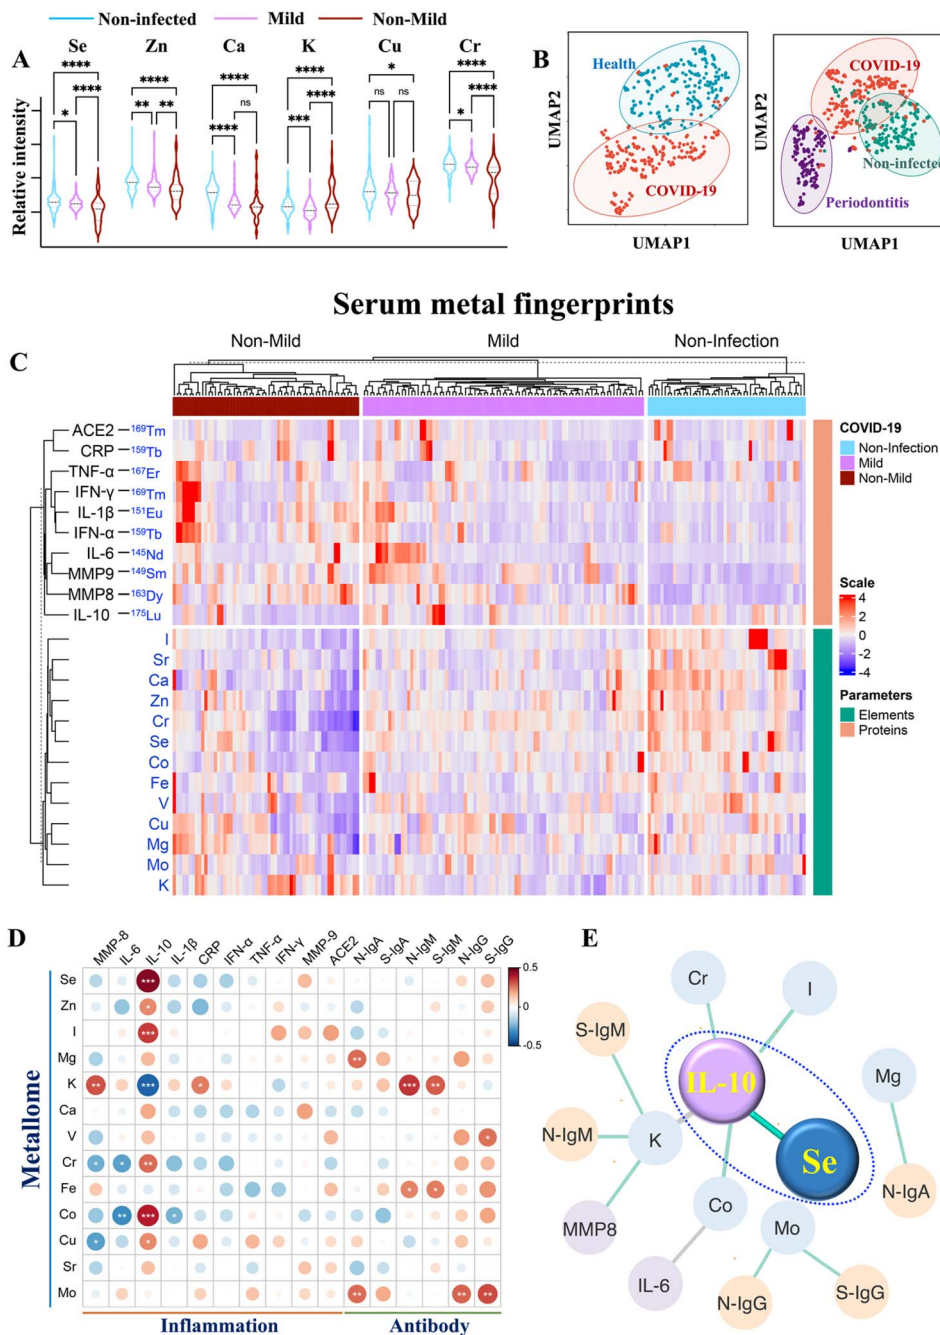 Non-infected Mild Non-Mild
A
Se Zn Ca K Cu Cr
**** **** **** **** * ****
* **** ** ** **** ns *** **** ns ns * ****
Relative intensity
B
Health
COVID-19
UMAP2
UMAP1
COVID-19
Non-infected
Periodontitis
UMAP2
UMAP1
Serum metal fingerprints
C
Non-Mild Mild Non-Infection
ACE2 169Tm
CRP 159Tb
TNF-α 167Er
IFN-γ 169Tm
IL-1β 151Eu
IFN-α 159Tb
IL-6 145Nd
MMP9 149Sm
MMP8 163Dy
IL-10 175Lu
I
Sr
Ca
Zn
Cr
Se
Co
Fe
V
Cu
Mg
Mo
K
COVID-19
Non-Infection
Mild
Non-Mild
Scale
4
2
0
-2
-4
Parameters
Elements
Proteins
D
MMP-8 IL-6 IL-10 IL-1β CRP IFN-α TNF-α IFN-γ MMP-9 ACE2 N-IgA S-IgA N-IgM S-IgM N-IgG S-IgG
Metallome
Se ***
Zn *
I ***
Mg **
K ** *** * *** **
Ca
V *
Cr * * **
Fe * *
Co ** *** *
Cu * *
Sr
Mo ** ** **
Inflammation Antibody
0.5
0
-0.5
E
Cr
I
S-IgM
IL-10
Mg
N-IgM
K
Se
N-IgA
MMP8
Co
Mo
IL-6
N-IgG
S-IgG